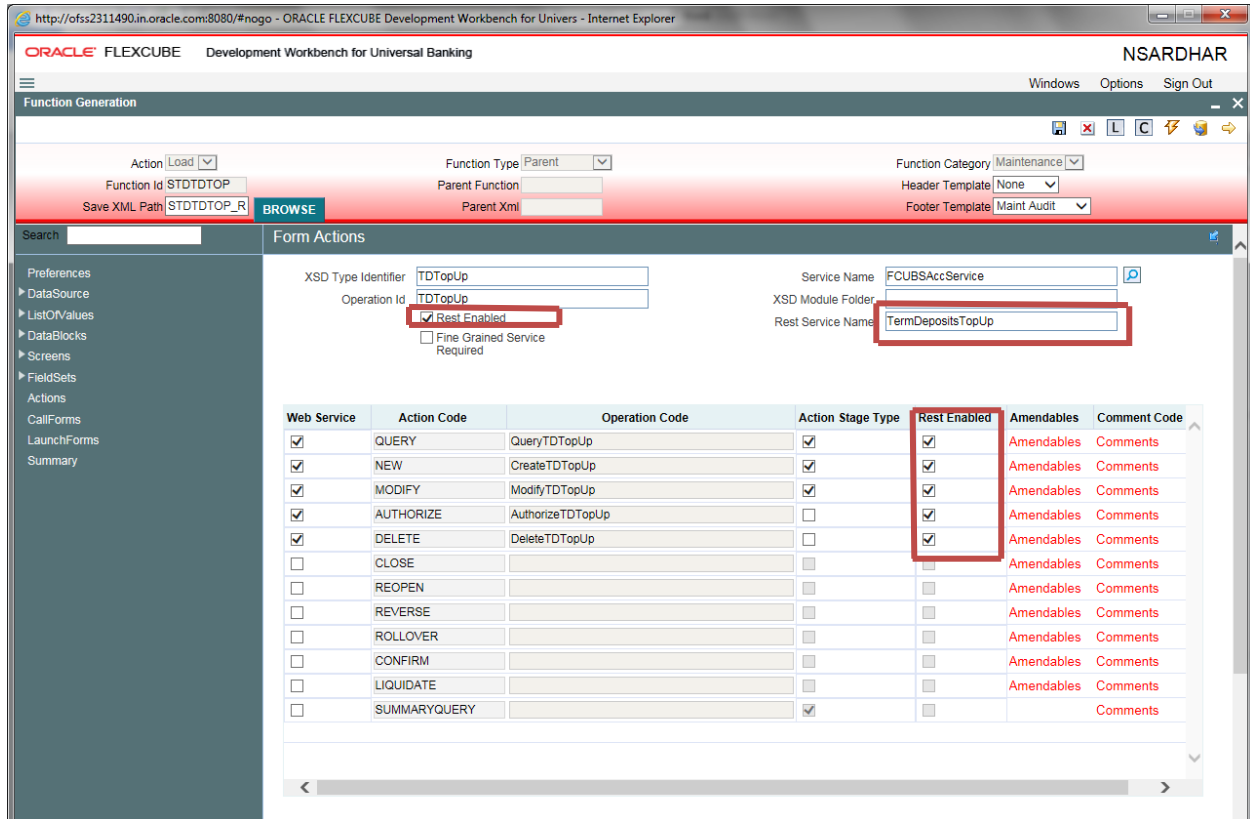 http://ofss2311490.in.oracle.com:8080/#nogo - ORACLE FLEXCUBE Development Workbench for Univers - Internet Explorer
ORACLE FLEXCUBE Development Workbench for Universal Banking NSARDHAR
Windows Options Sign Out
Function Generation
L C
Action Load Function Type Parent Function Category Maintenance
Function Id STDTDTOP Parent Function Header Template None
Save XML Path STDTDTOP_R BROWSE Parent Xml Footer Template Maint Audit
Search Form Actions
Preferences
DataSource
ListOfValues
DataBlocks
Screens
FieldSets
Actions
CallForms
LaunchForms
Summary
XSD Type Identifier TDTopUp Service Name FCUBSAccService
Operation Id TDTopUp XSD Module Folder
Rest Enabled Rest Service Name TermDepositsTopUp
Fine Grained Service
Required
Web Service Action Code Operation Code Action Stage Type Rest Enabled Amendables Comment Code
QUERY QueryTDTopUp Amendables Comments
NEW CreateTDTopUp Amendables Comments
MODIFY ModifyTDTopUp Amendables Comments
AUTHORIZE AuthorizeTDTopUp Amendables Comments
DELETE DeleteTDTopUp Amendables Comments
CLOSE Amendables Comments
REOPEN Amendables Comments
REVERSE Amendables Comments
ROLLOVER Amendables Comments
CONFIRM Amendables Comments
LIQUIDATE Amendables Comments
SUMMARYQUERY Comments